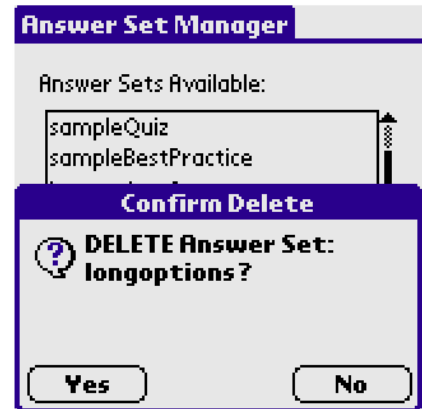 Answer Set Manager
Answer Sets Available:
sampleQuiz
sampleBestPractice
Confirm Delete
DELETE Answer Set:
longoptions?
Yes
No